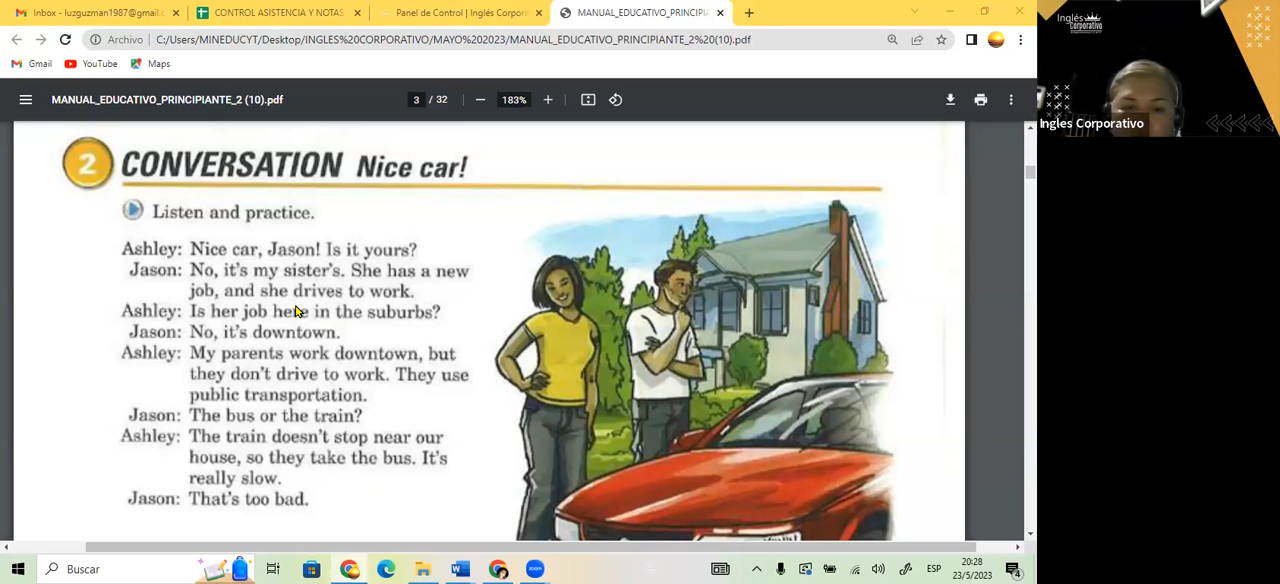 Inbox - luzguzman1987@gmail.
CONTROL ASISTENCIA Y NOTAS
Panel de Control | Inglés Corpor
MANUAL_EDUCATIVO_PRINCIPI
Archivo
C:/Users/MINEDUCYT/Desktop/INGLES%20CORPORATIVO/MAYO%202023/MANUAL_EDUCATIVO_PRINCIPIANTE_2%20(10).pdf
Gmail YouTube Maps
MANUAL_EDUCATIVO_PRINCIPIANTE_2 (10).pdf
3 / 32
183%
Inglés
Corporativo
Ingles Corporativo
2 CONVERSATION Nice car!
Listen and practice.
Ashley: Nice car, Jason! Is it yours?
Jason: No, it's my sister's. She has a new
job, and she drives to work.
Ashley: Is her job here in the suburbs?
Jason: No, it's downtown.
Ashley: My parents work downtown, but
they don't drive to work. They use
public transportation.
Jason: The bus or the train?
Ashley: The train doesn't stop near our
house, so they take the bus. It's
really slow.
Jason: That's too bad.
Buscar
zoom
ESP
20:28
23/5/2023
4